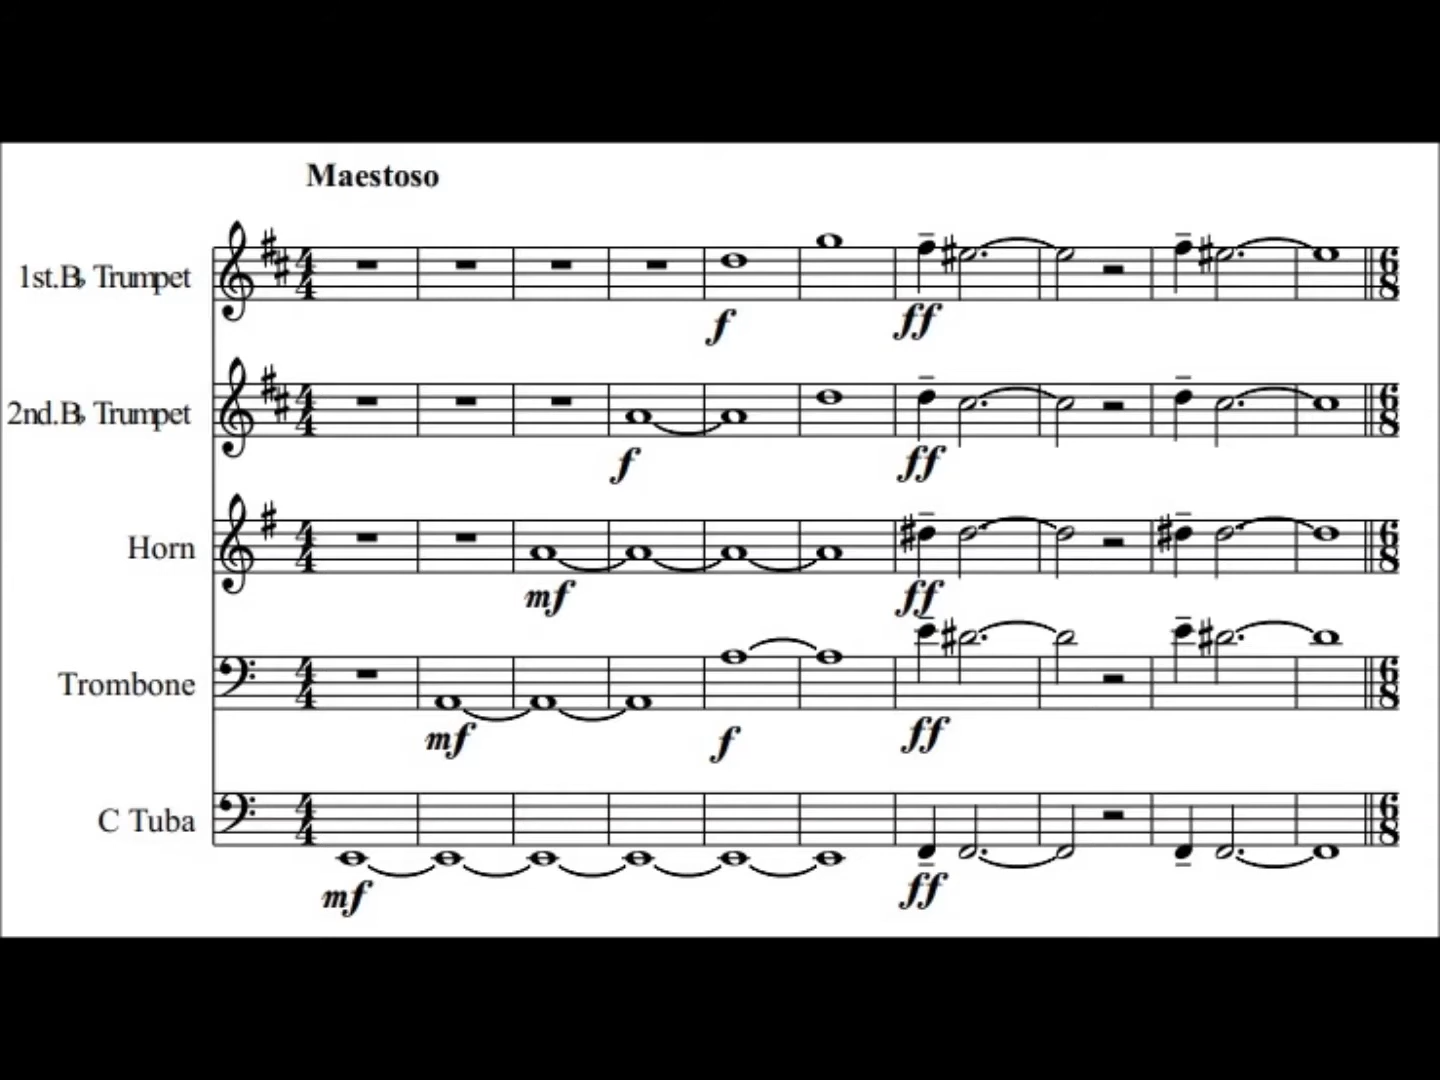 Maestoso
1st.B♭ Trumpet
f
ff
2nd.B♭ Trumpet
f
ff
Horn
mf
ff
Trombone
mf
f
ff
C Tuba
mf
ff